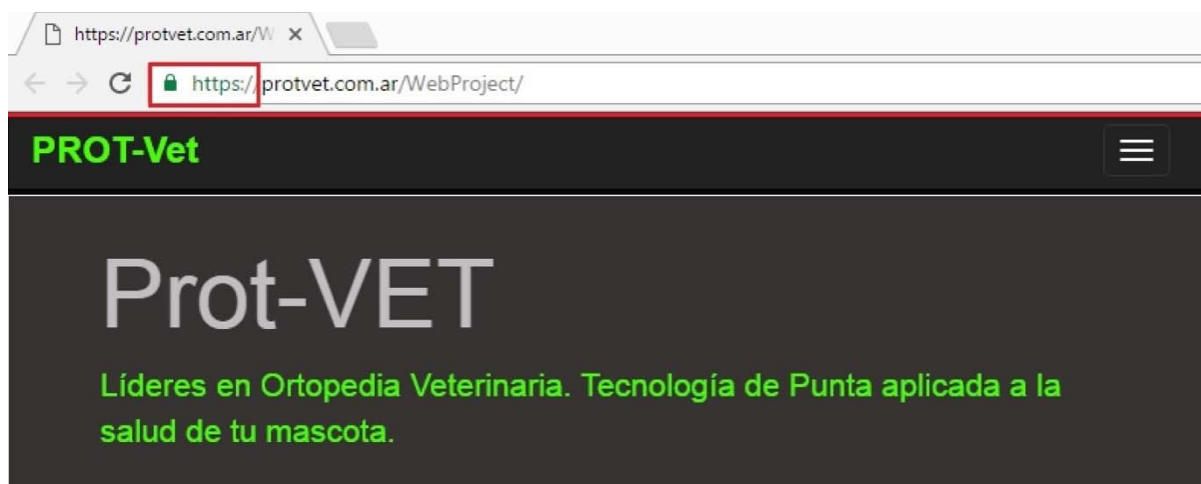 https://protvet.com.ar/W
https://protvet.com.ar/WebProject/
PROT-Vet
Prot-VET
Líderes en Ortopedia Veterinaria. Tecnología de Punta aplicada a la
salud de tu mascota.